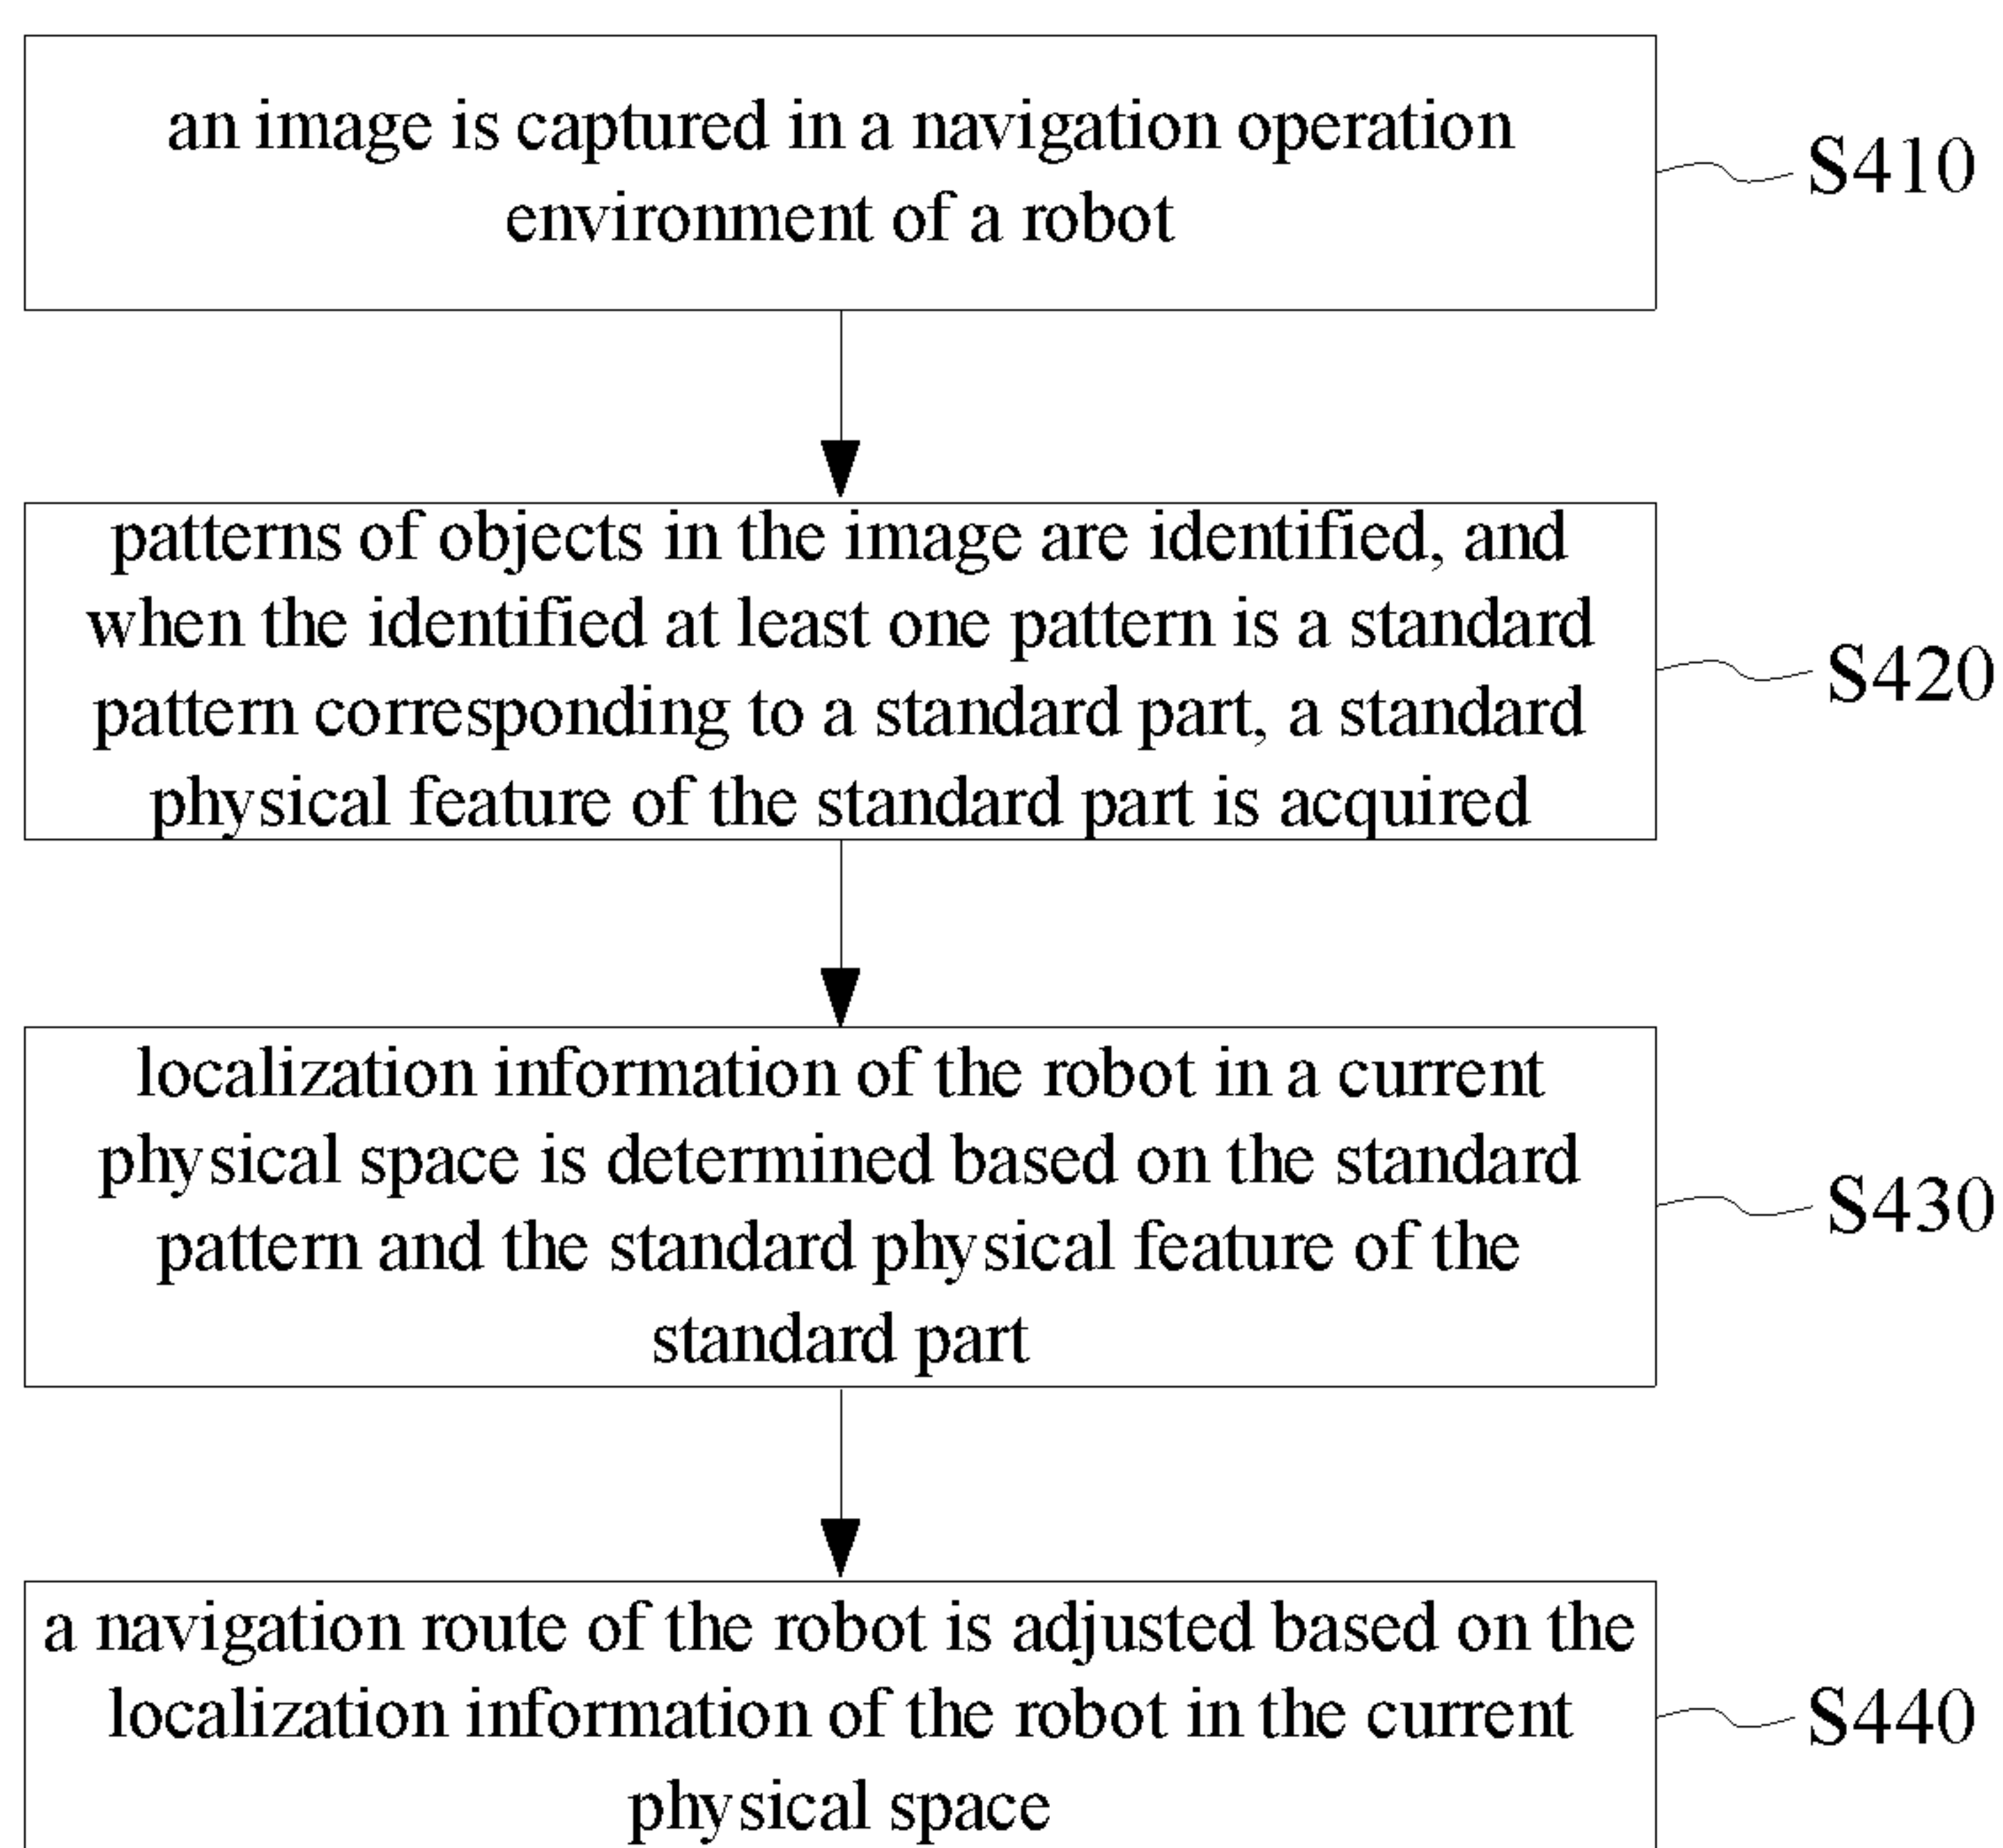 an image is captured in a navigation operation
environment of a robot
S410
patterns of objects in the image are identified, and
when the identified at least one pattern is a standard
pattern corresponding to a standard part, a standard
physical feature of the standard part is acquired
S420
localization information of the robot in a current
physical space is determined based on the standard
pattern and the standard physical feature of the
standard part
S430
a navigation route of the robot is adjusted based on the
localization information of the robot in the current
physical space
S440